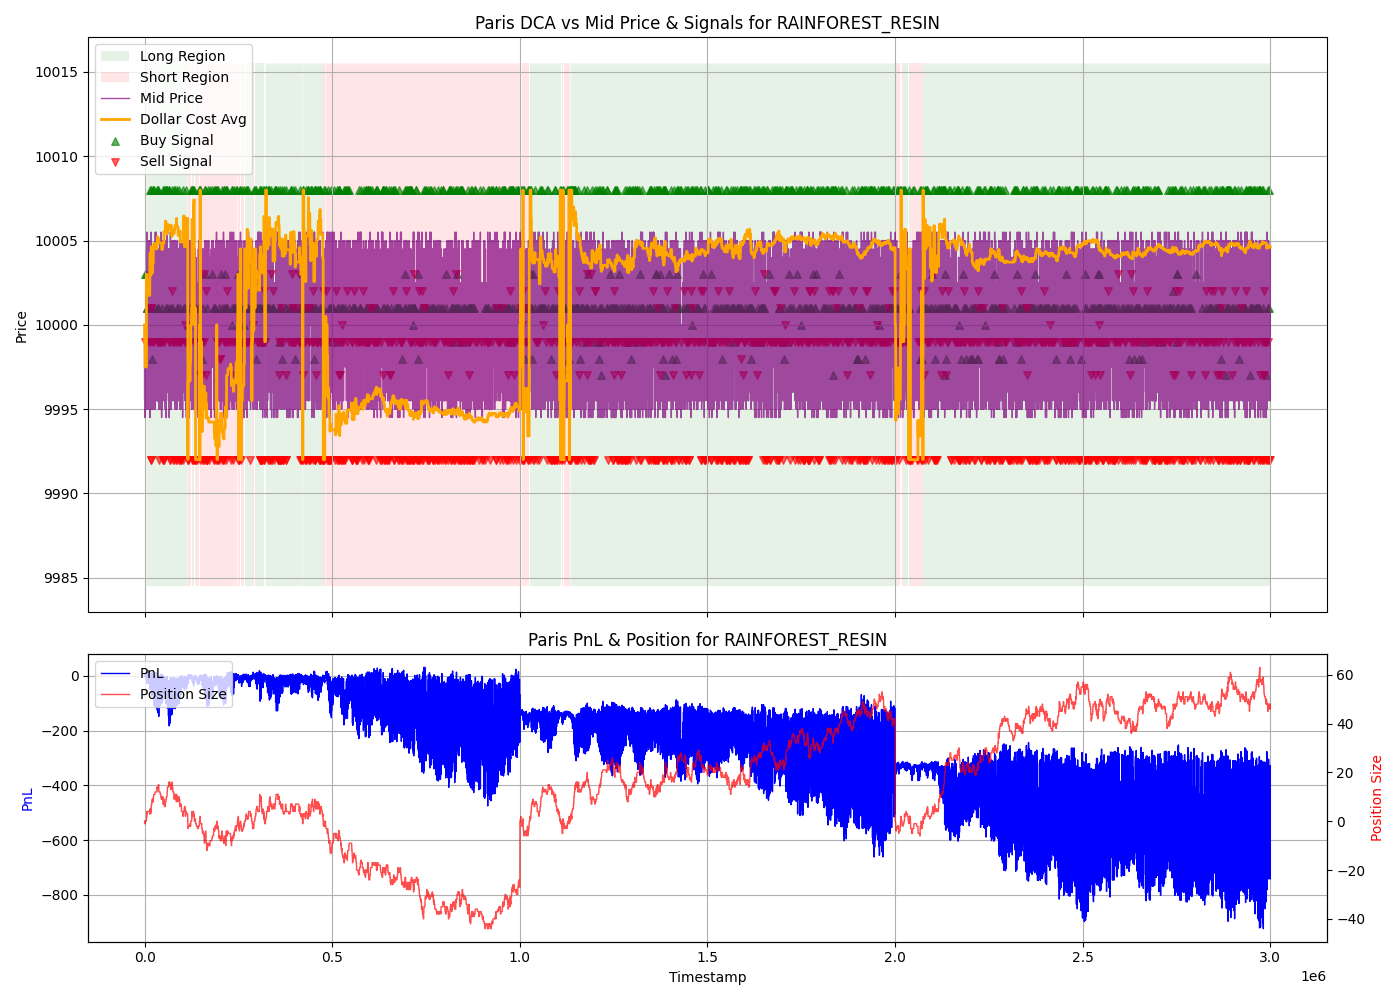 Paris DCA vs Mid Price & Signals for RAINFOREST_RESIN
Long Region
Short Region
Mid Price
Dollar Cost Avg
Buy Signal
Sell Signal
10015
10010
10005
10000
9995
9990
9985
Price
Paris PnL & Position for RAINFOREST_RESIN
PnL
Position Size
0
−200
−400
−600
−800
PnL
60
40
20
0
−20
−40
Position Size
0.0 0.5 1.0 1.5 2.0 2.5 3.0
1e6
Timestamp